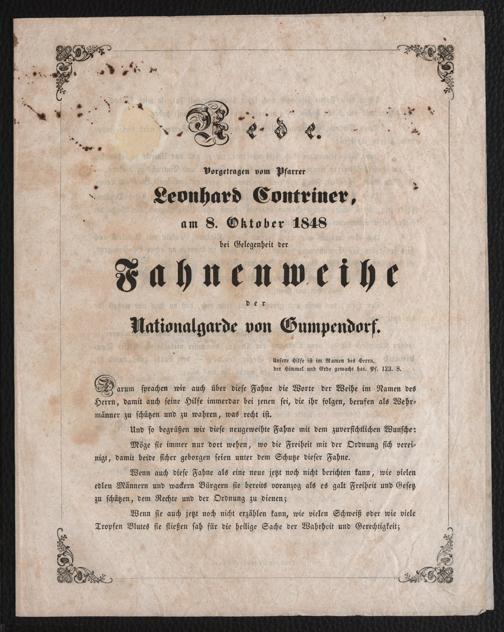 Rede.
Vorgetragen vom Pfarrer
Leonhard Contriner,
am 8. Oktober 1848
bei Gelegenheit der
Fahnenweihe
der
Nationalgarde von Gumpendorf.
Unsere Hilfe ist im Namen des Herrn,
der Himmel und Erde gemacht hat. Ps. 123. 8.
Darum sprachen wir auch über diese Fahne die Worte der Weihe im Namen des
Herrn, damit auch seine Hilfe immerdar bei jenen sei, die ihr folgen, berufen als Wehr-
männer zu schützen und zu wahren, was recht ist.
Und so begrüßen wir diese neugeweihte Fahne mit dem zuversichtlichen Wunsche:
Möge sie immer nur dort wehen, wo die Freiheit mit der Ordnung sich verei-
nigt, damit beide sicher geborgen seien unter dem Schutze dieser Fahne.
Wenn auch diese Fahne als eine neue jetzt noch nicht berichten kann, wie vielen
edlen Männern und wackern Bürgern sie bereits voranzog als es galt Freiheit und Gesetz
zu schützen, dem Rechte und der Ordnung zu dienen;
Wenn sie auch jetzt noch nicht erzählen kann, wie vielen Schweiß oder wie viele
Tropfen Blutes sie fließen sah für die heilige Sache der Wahrheit und Gerechtigkeit;